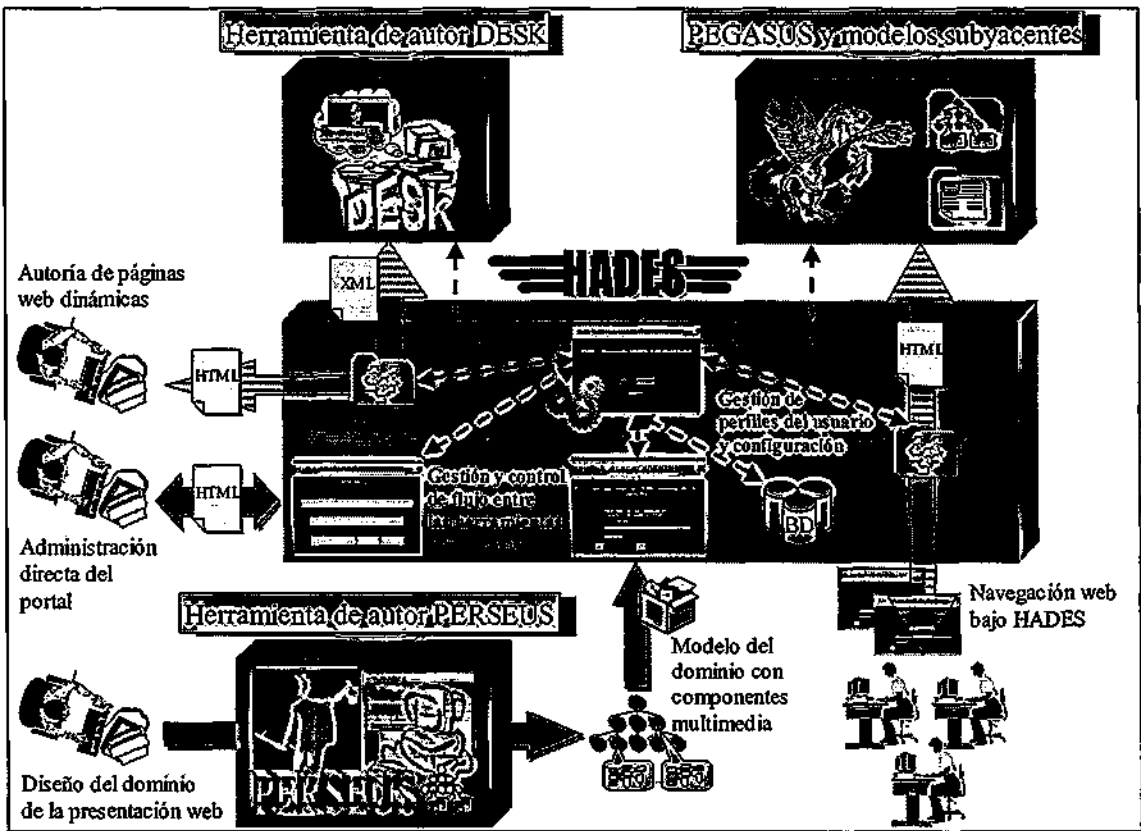 Herramienta de autor DESK
PEGASUS y modelos subyacentes
DESK
HADES
Autoría de páginas
web dinámicas
XML
HTML
HTML
Gestión de
perfiles del usuario
y configuración
HTML
Gestión y control
de flujo entre
las herramientas
BD
Administración
directa del
portal
Herramienta de autor PERSEUS
Navegación web
bajo HADES
Modelo del
dominio con
componentes
multimedia
PERSEUS
Diseño del dominio
de la presentación web